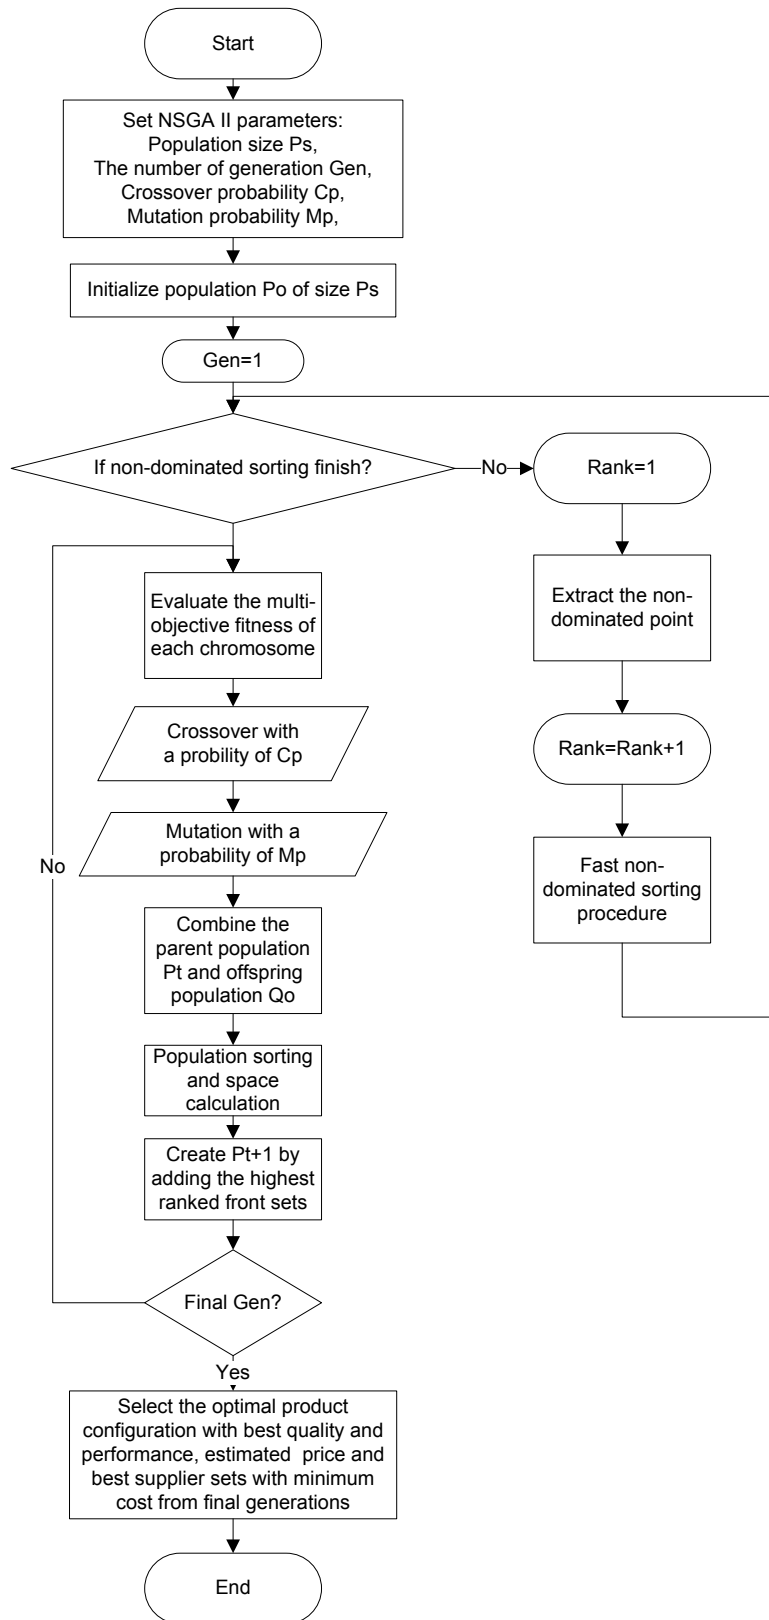 Start
Set NSGA II parameters:
Population size Ps,
The number of generation Gen,
Crossover probability Cp,
Mutation probability Mp,
Initialize population Po of size Ps
Gen=1
If non-dominated sorting finish?
No
Rank=1
Extract the non-
dominated point
Rank=Rank+1
Fast non-
dominated sorting
procedure
Evaluate the multi-
objective fitness of
each chromosome
Crossover with
a probility of Cp
Mutation with a
probability of Mp
No
Combine the
parent population
Pt and offspring
population Qo
Population sorting
and space
calculation
Create Pt+1 by
adding the highest
ranked front sets
Final Gen?
Yes
Select the optimal product
configuration with best quality and
performance, estimated  price and
best supplier sets with minimum
cost from final generations
End